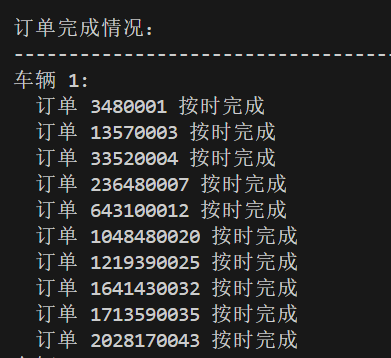 订单完成情况：
----------------------------------
车辆 1:
订单 3480001 按时完成
订单 13570003 按时完成
订单 33520004 按时完成
订单 236480007 按时完成
订单 643100012 按时完成
订单 1048480020 按时完成
订单 1219390025 按时完成
订单 1641430032 按时完成
订单 1713590035 按时完成
订单 2028170043 按时完成